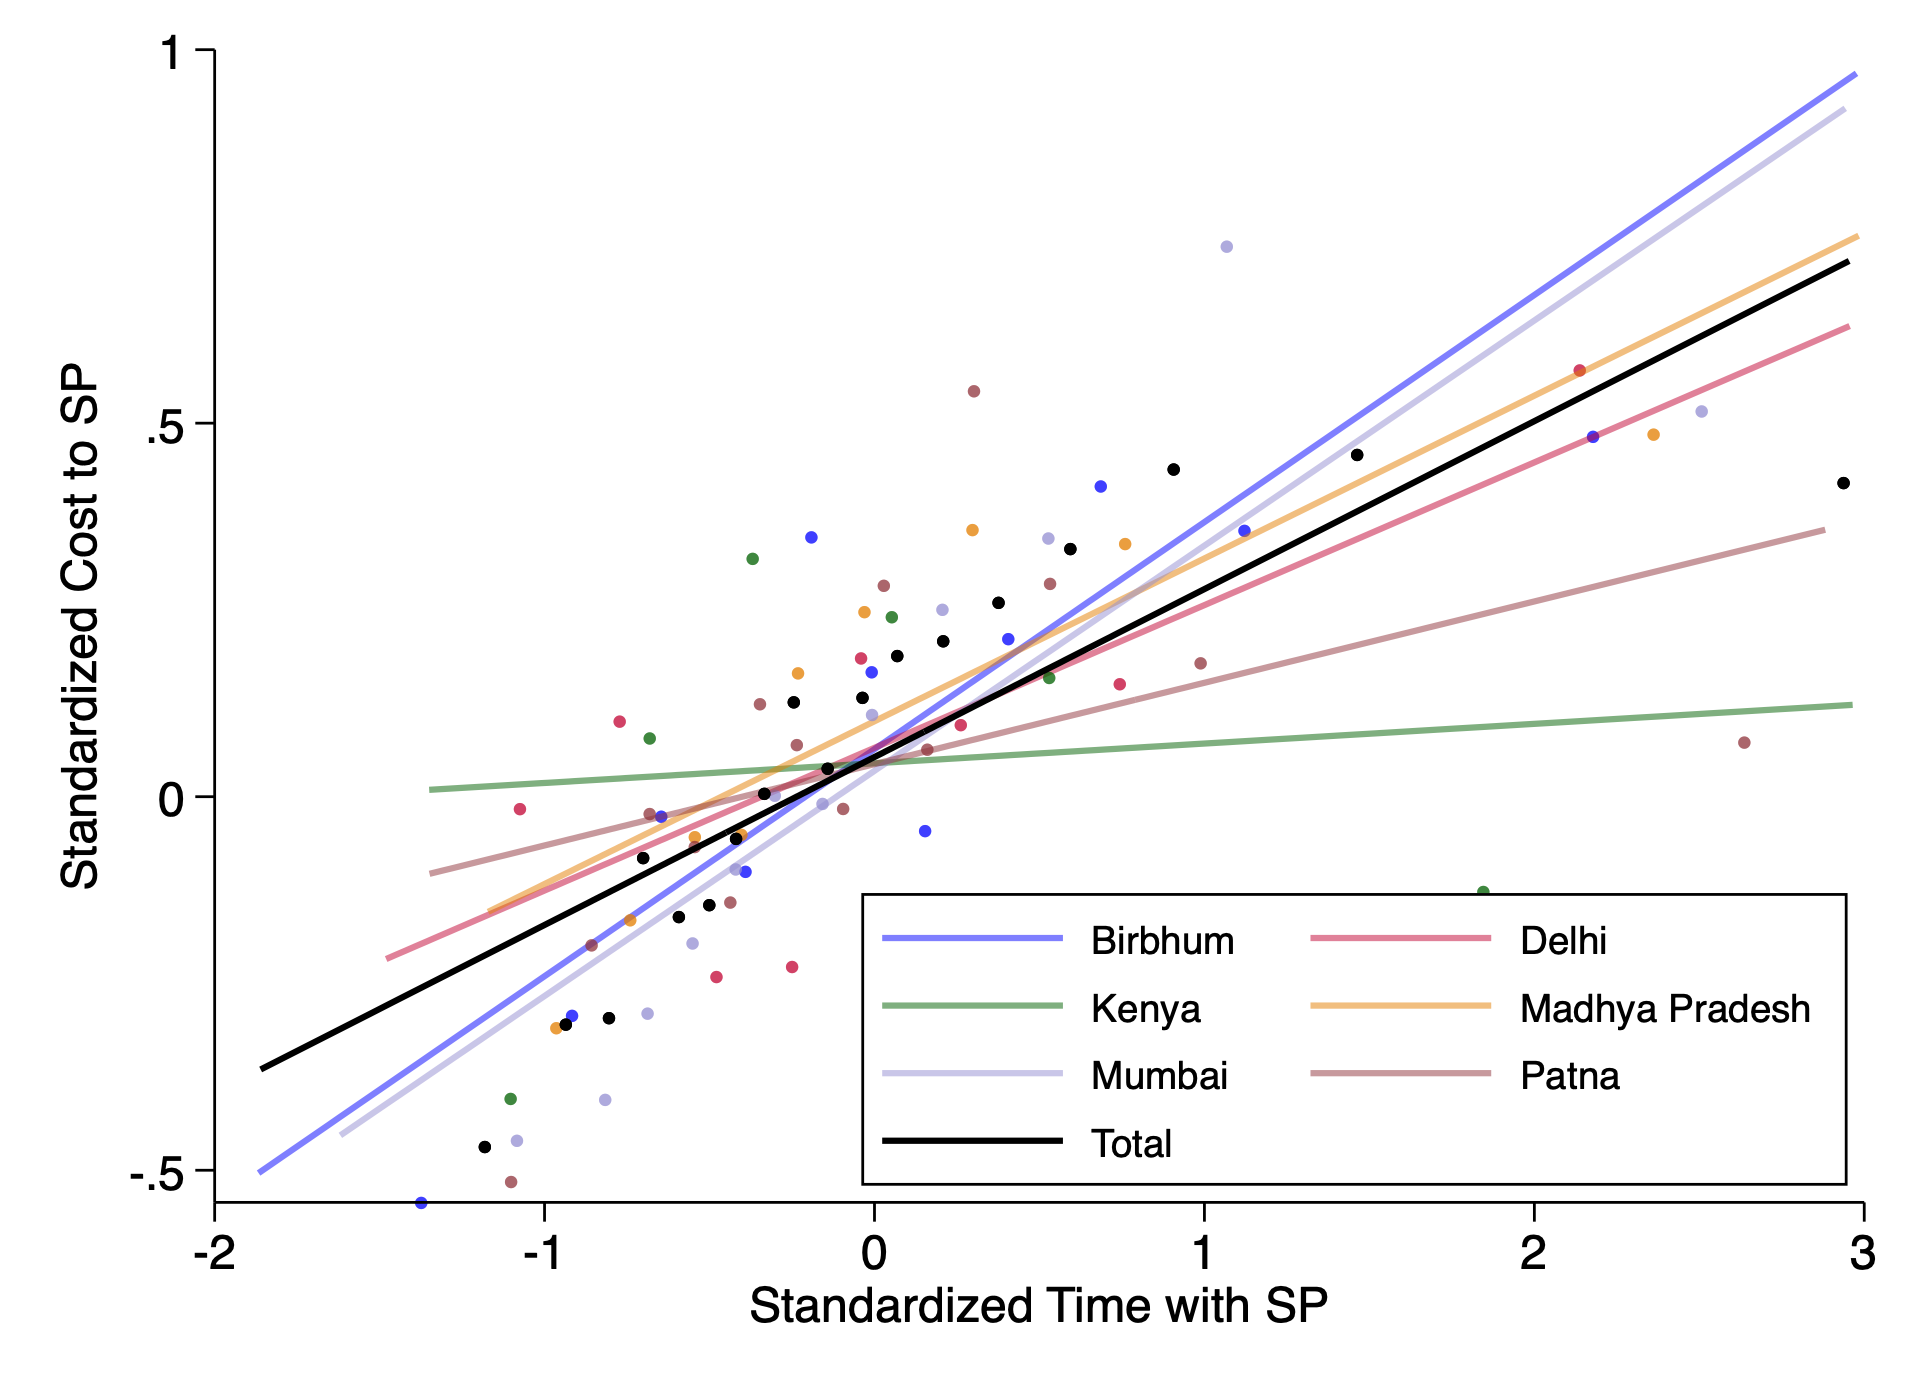 1
.5
0
-.5
Standardized Cost to SP
-2
-1
0
1
2
3
Standardized Time with SP
Birbhum
Delhi
Kenya
Madhya Pradesh
Mumbai
Patna
Total